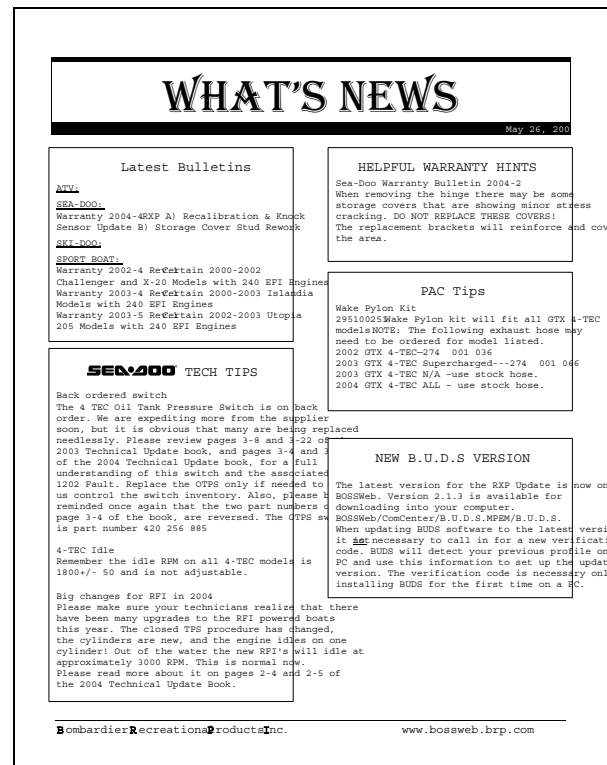 WHAT'S NEWS
May 26, 200
Latest Bulletins
ATV:
SEA-DOO:
Warranty 2004-4RXP A) Recalibration & Knock
Sensor Update B) Storage Cover Stud Rework
SKI-DOO:
SPORT BOAT:
Warranty 2002-4 Rev Certain 2000-2002
Challenger and X-20 Models with 240 EFI Engines
Warranty 2003-4 Rev Certain 2000-2003 Islandia
Models with 240 EFI Engines
Warranty 2003-5 Rev Certain 2002-2003 Utopia
205 Models with 240 EFI Engines
SEA-DOO TECH TIPS
Back ordered switch
The 4 TEC Oil Tank Pressure Switch is on back
order. We are expediting more from the supplier
soon, but it is obvious that many are being replaced
needlessly. Please review pages 3-8 and 3-22 of
2003 Technical Update book, and pages 3-4 and 3
of the 2004 Technical Update book, for a full
understanding of this switch and the associated
1202 Fault. Replace the OTPS only if needed to
us control the switch inventory. Also, please b
reminded once again that the two part numbers o
page 3-4 of the book, are reversed. The OTPS sw
is part number 420 256 885
4-TEC Idle
Remember the idle RPM on all 4-TEC models is
1800+/- 50 and is not adjustable.
Big changes for RFI in 2004
Please make sure your technicians realize that there
have been many upgrades to the RFI powered boats
this year. The closed TPS procedure has changed,
the cylinders are new, and the engine idles on one
cylinder! Out of the water the new RFI's will idle at
approximately 3000 RPM. This is normal now.
Please read more about it on pages 2-4 and 2-5 of
the 2004 Technical Update Book.
HELPFUL WARRANTY HINTS
Sea-Doo Warranty Bulletin 2004-2
When removing the hinge there may be some
storage covers that are showing minor stress
cracking. DO NOT REPLACE THESE COVERS!
The replacement brackets will reinforce and cov
the area.
PAC Tips
Wake Pylon Kit
295100253 Wake Pylon kit will fit all GTX 4-TEC
models NOTE: The following exhaust hose may
need to be ordered for model listed.
2002 GTX 4-TEC—274 001 036
2003 GTX 4-TEC Supercharged---274 001 066
2003 GTX 4-TEC N/A –use stock hose.
2004 GTX 4-TEC ALL – use stock hose.
NEW B.U.D.S VERSION
The latest version for the RXP Update is now on
BOSSWeb. Version 2.1.3 is available for
downloading into your computer.
BOSSWeb/ComCenter/B.U.D.S.MPEM/B.U.D.S.
When updating BUDS software to the latest versi
it is not necessary to call in for a new verificati
code. BUDS will detect your previous profile on
PC and use this information to set up the updat
version. The verification code is necessary onl
installing BUDS for the first time on a PC.
Bombardier Recreational Products Inc.
www.bossweb.brp.com